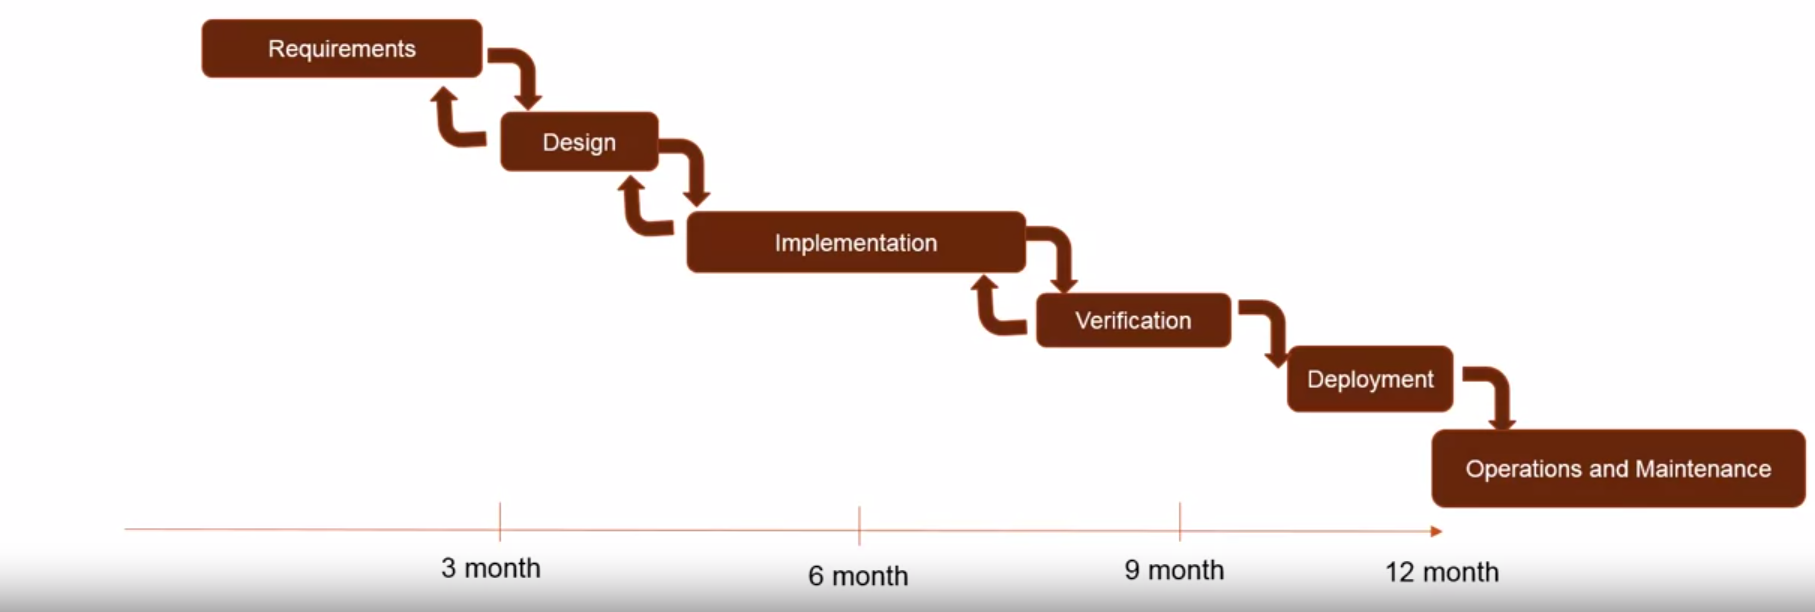 Requirements
Design
Implementation
Verification
Deployment
Operations and Maintenance
3 month
6 month
9 month
12 month